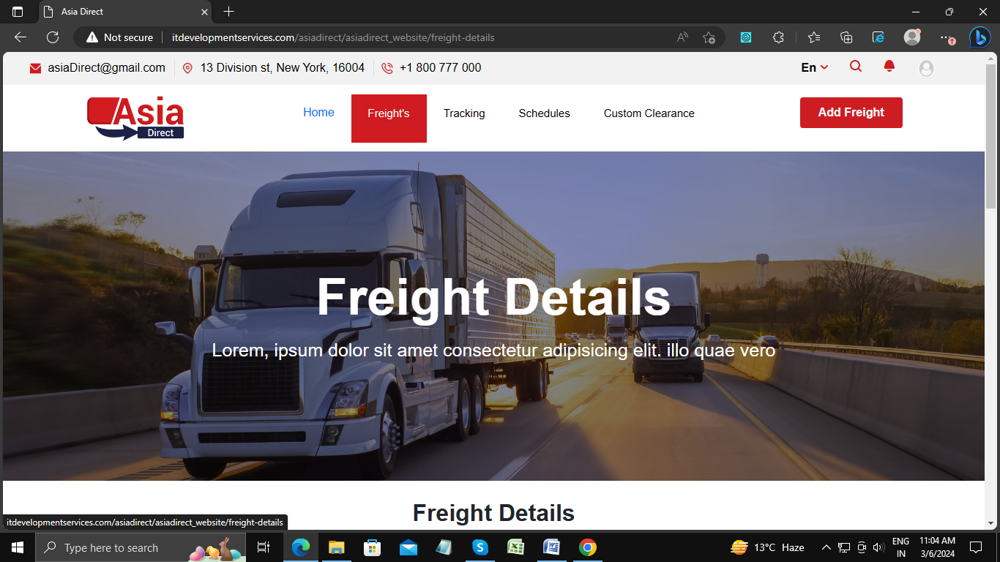 Asia Direct
Not secure
itdevelopmentservices.com/asiadirect/asiadirect_website/freight-details
asiaDirect@gmail.com
13 Division st, New York, 16004
+1 800 777 000
En
Asia
Direct
Home
Freight's
Tracking
Schedules
Custom Clearance
Add Freight
Freight Details
Lorem, ipsum dolor sit amet consectetur adipisicing elit. illo quae vero
Freight Details
itdevelopmentservices.com/asiadirect/asiadirect_website/freight-details
Type here to search
13°C Haze
ENG
IN
11:04 AM
3/6/2024